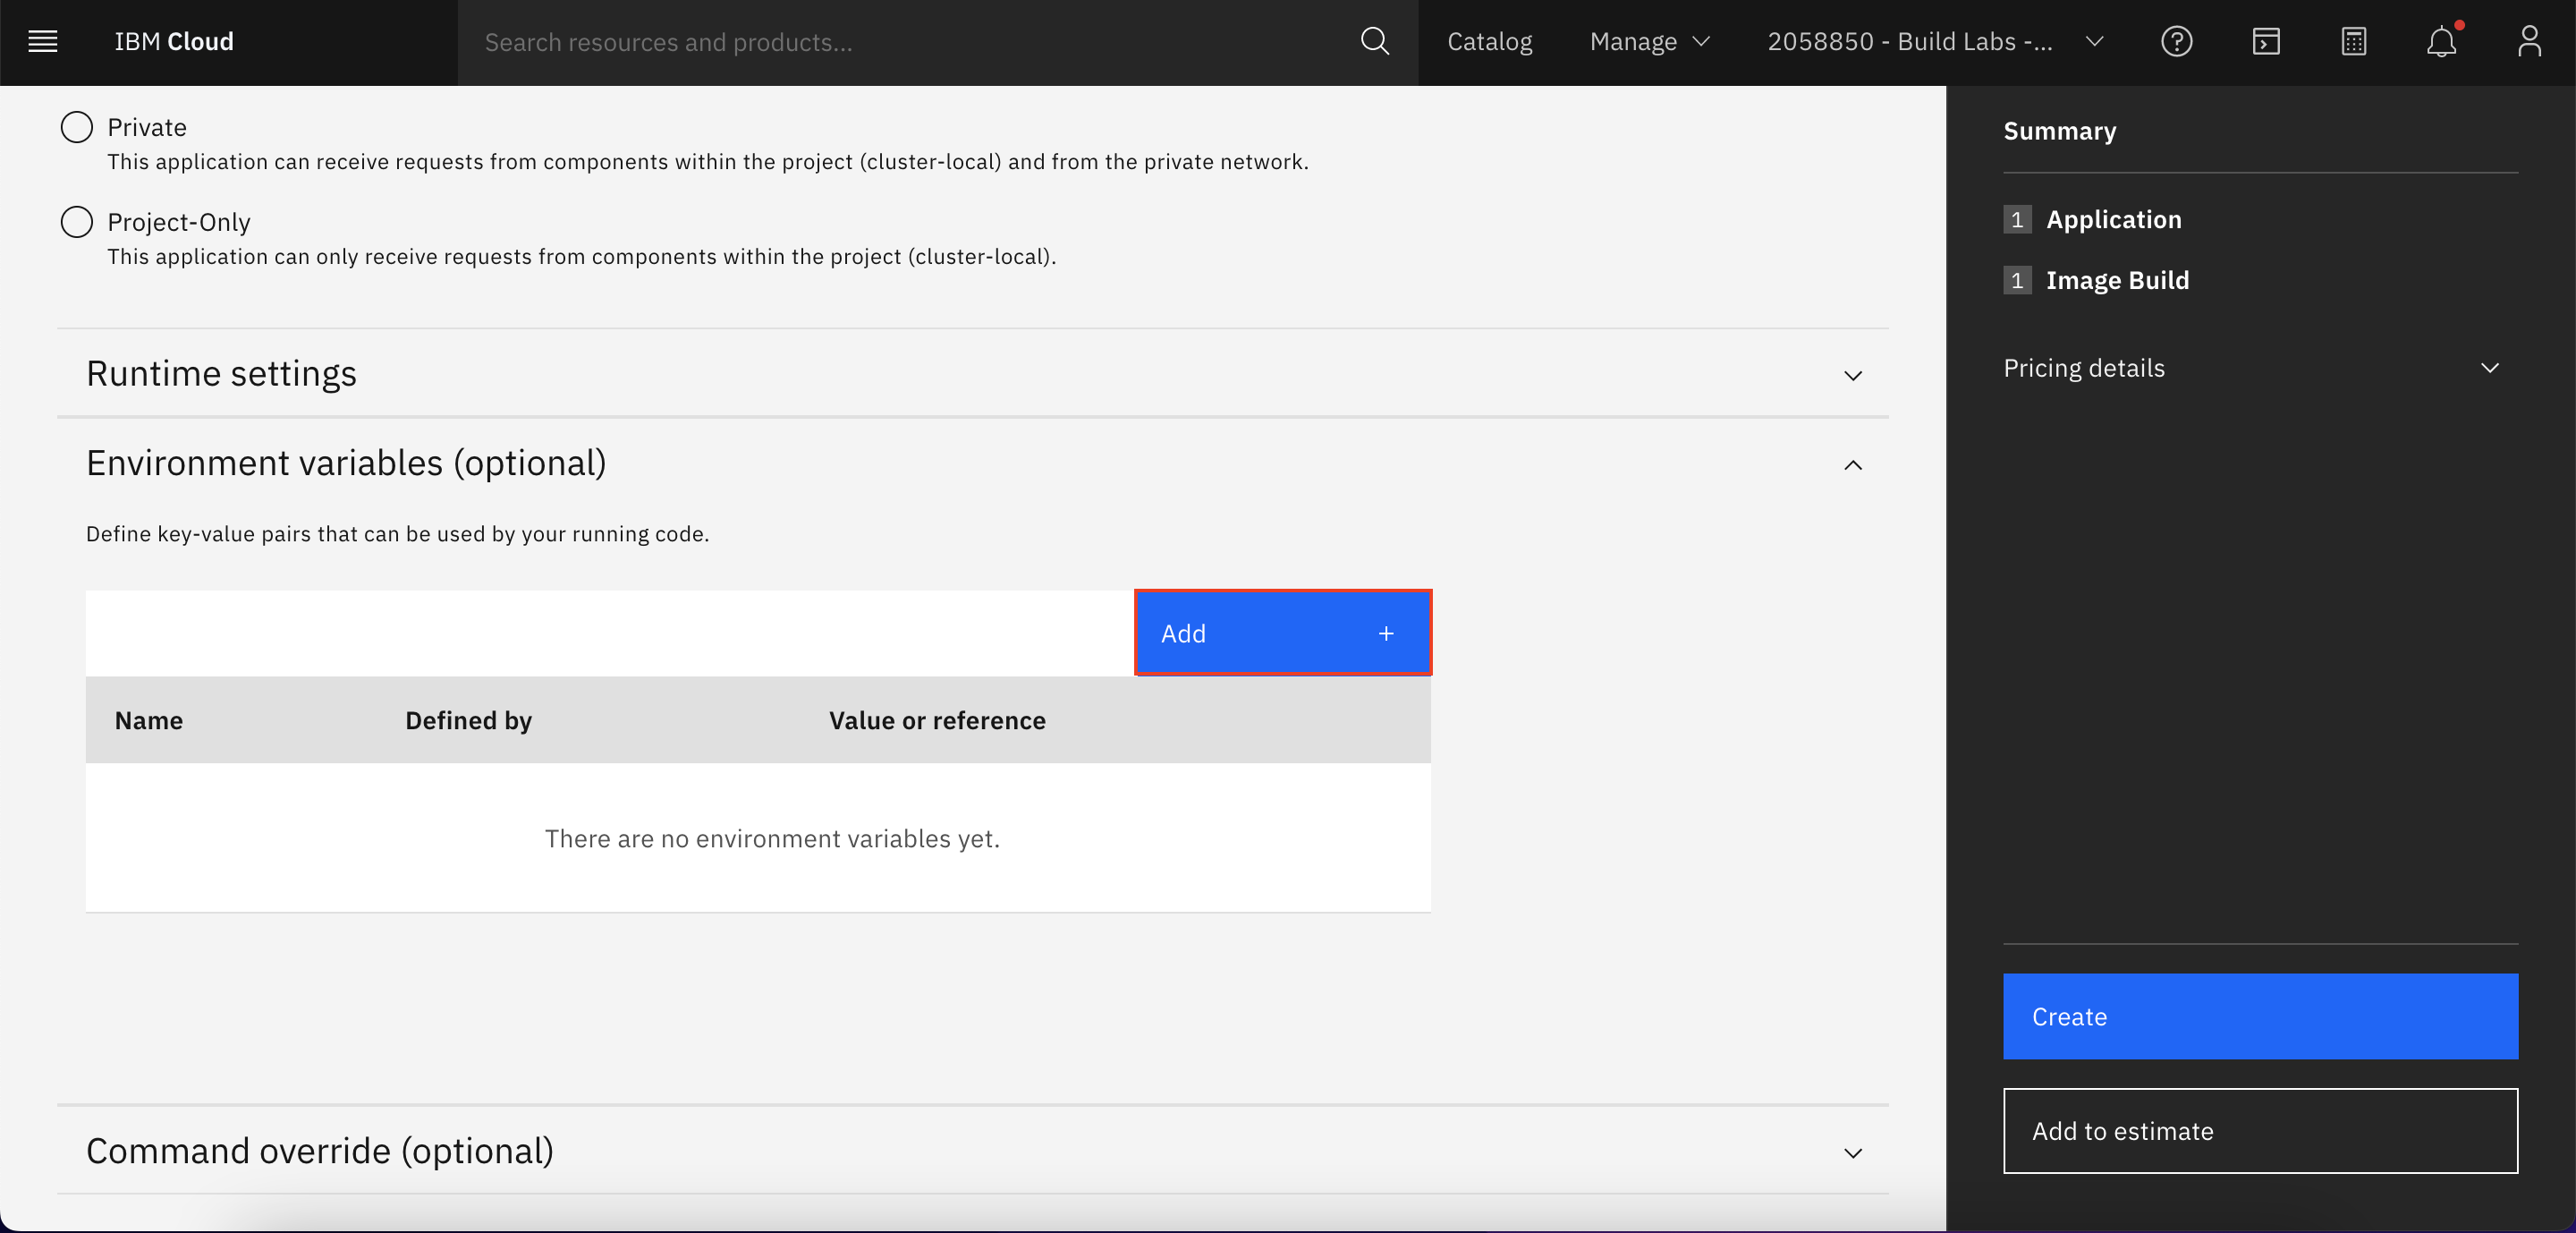 IBM Cloud
Search resources and products...
Catalog
Manage
2058850 - Build Labs -...
Private
This application can receive requests from components within the project (cluster-local) and from the private network.
Project-Only
This application can only receive requests from components within the project (cluster-local).
Runtime settings
Environment variables (optional)
Define key-value pairs that can be used by your running code.
Add +
Name Defined by Value or reference
There are no environment variables yet.
Command override (optional)
Summary
1 Application
1 Image Build
Pricing details
Create
Add to estimate